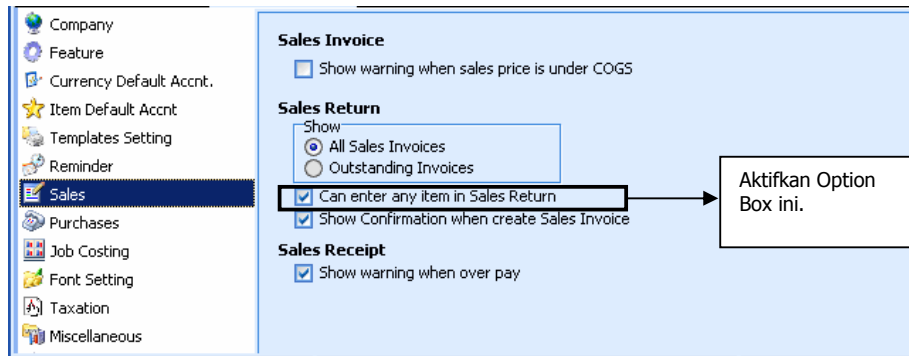 Company
Feature
Currency Default Accnt.
Item Default Accnt
Templates Setting
Reminder
Sales
Purchases
Job Costing
Font Setting
Taxation
Miscellaneous
Sales Invoice
Show warning when sales price is under COGS
Sales Return
Show
All Sales Invoices
Outstanding Invoices
Can enter any item in Sales Return
Show Confirmation when create Sales Invoice
Sales Receipt
Show warning when over pay
Aktifkan Option
Box ini.